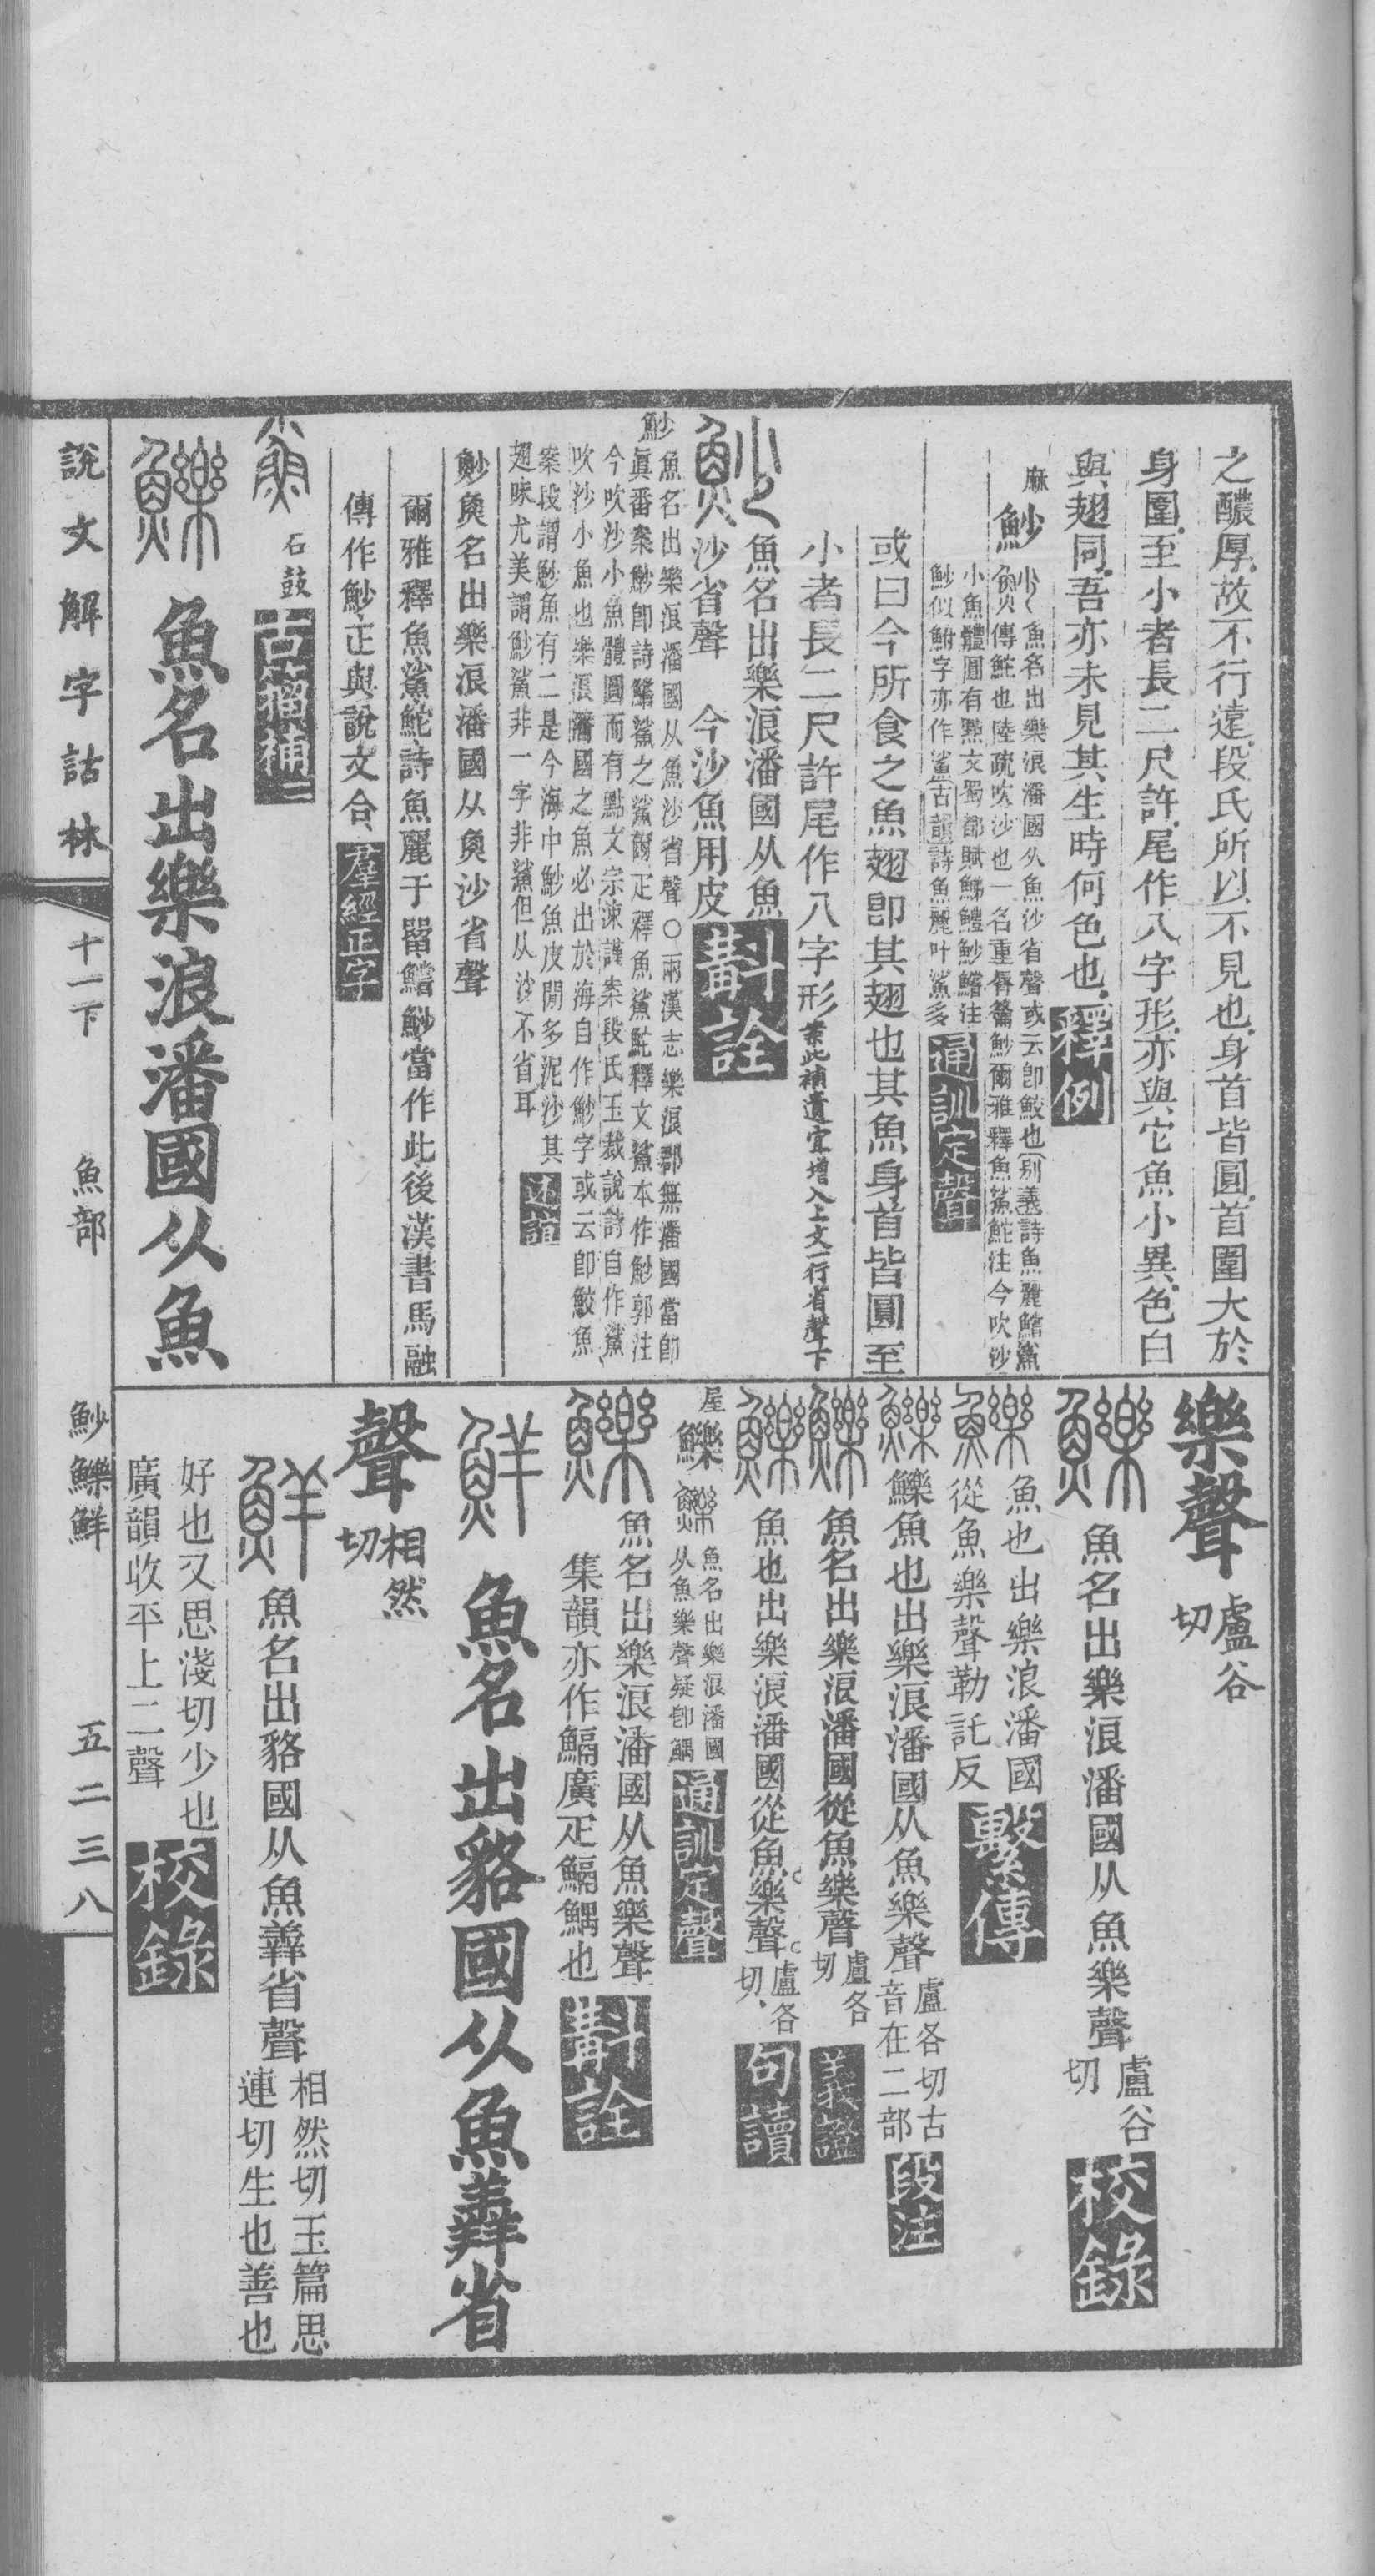 之醲厚故不行遠段氏所以不見也身首皆圓首圍大於
身圍至小者長二尺許尾作八字形亦與它魚小異色白
與翅同吾亦未見其生時何色也釋例
麻
魦
魚名出樂浪潘國从魚沙省聲或云即鮫也別義詩魚麗鱨鯊
傳鮀也陸疏吹沙也一名重脣籥魦爾雅釋魚鯊鮀注今吹沙
小魚體圓有點文蜀都賦鮷鱧魦鱨注
魦似鮒字亦作鯊古韻詩魚麗叶鯊多通訓定聲
或曰今所食之魚翅即其翅也其魚身首皆圓至
小者長二尺許尾作八字形案此補遺宜增入上文一行省聲下
魦魚名出樂浪潘國从魚
沙省聲 今沙魚用皮斠詮
魦魚名出樂浪潘國从魚沙省聲○兩漢志樂浪郡無潘國當即
眞番案魦即詩鱨鯊之鯊爾疋釋魚鯊鮀釋文鯊本作魦郭注
今吹沙小魚體圓而有點文宗涑謹案段氏玉裁說詩自作鯊
吹沙小魚也樂浪潘國之魚必出於海自作魦字或云即鮫魚
案段謂魦魚有二是今海中魦魚皮閒多泥沙其
翅味尤美謂魦鯊非一字非鯊但从沙不省耳述誼
魦魚名出樂浪潘國从魚沙省聲
爾雅釋魚鯊鮀詩魚麗于罶鱨魦當作此後漢書馬融
傳作魦正與說文合羣經正字
石鼓古籀補
鱳魚名出樂浪潘國从魚
樂聲盧谷切
鱳魚名出樂浪潘國从魚樂聲盧谷切校錄
鱳魚也出樂浪潘國
從魚樂聲勒託反繫傳
鱳鱳魚也出樂浪潘國从魚樂聲盧各切古音在二部段注
鱳魚名出樂浪潘國從魚樂聲盧各切義證
鱳魚也出樂浪潘國從魚樂聲盧各切句讀
屋
鱳鱳魚名出樂浪潘國
从魚樂聲疑即鰅通訓定聲
鱳魚名出樂浪潘國从魚樂聲
集韻亦作䲙廣疋䲙鰅也斠詮
鮮魚名出貉國从魚羴省
聲相然切
鮮魚名出貉國从魚羴省聲相然切玉篇思連切生也善也
好也又思淺切少也
廣韻收平上二聲校錄
說文解字詁林 十一下 魚部 魦鱳鮮 五二三八